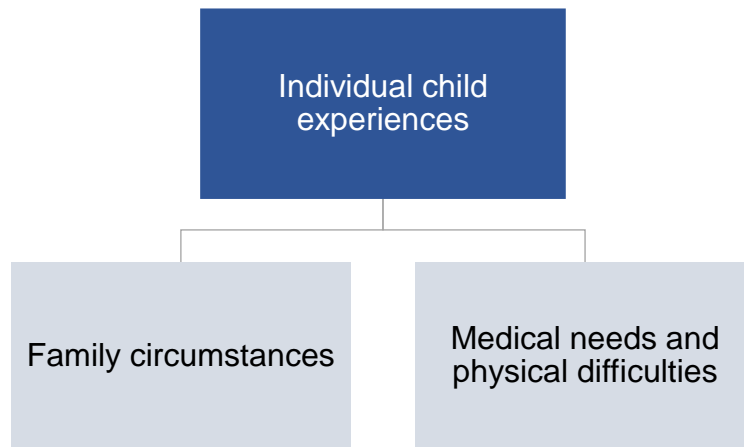 Individual child
experiences
Family circumstances
Medical needs and
physical difficulties